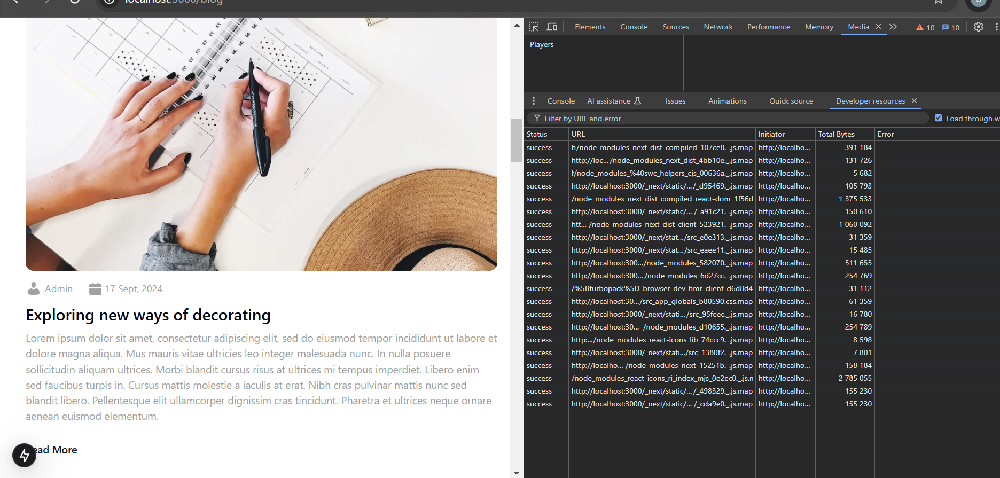 localhost:3000/blog
Admin 17 Sept, 2024
Exploring new ways of decorating
Lorem ipsum dolor sit amet, consectetur adipiscing elit, sed do eiusmod tempor incididunt ut labore et
dolore magna aliqua. Mus mauris vitae ultricies leo integer malesuada nunc. In nulla posuere
sollicitudin aliquam ultrices. Morbi blandit cursus risus at ultrices mi tempus imperdiet. Libero enim
sed faucibus turpis in. Cursus mattis molestie a iaculis at erat. Nibh cras pulvinar mattis nunc sed
blandit libero. Pellentesque elit ullamcorper dignissim cras tincidunt. Pharetra et ultrices neque ornare
aenean euismod elementum.
ead More
Elements Console Sources Network Performance Memory Media 10 10
Players
Console AI assistance Issues Animations Quick source Developer resources
Filter by URL and error Load through w
Status URL Initiator Total Bytes Error
success h/node_modules_next_dist_compiled_107ce8._.js.map http://localho... 391 184
success http://loc... /node_modules_next_dist_4bb10e._.js.map http://localho... 131 726
success /node_modules_%40swc_helpers_cjs_00636a._.js.map http://localho... 5 682
success http://localhost:3000/_next/static/... /_d95469._.js.map http://localho... 105 793
success /node_modules_next_dist_compiled_react-dom_1f56d http://localho... 1 375 533
success http://localhost:3000/_next/static/... /_a91c21._.js.map http://localho... 150 610
success htt... /node_modules_next_dist_client_523921._.js.map http://localho... 1 060 092
success http://localhost:3000/_next/stat.../src_e0e313._.js.map http://localho... 31 359
success http://localhost:3000/_next/stat.../src_eaee11._.js.map http://localho... 15 485
success http://localhost:300.../node_modules_582070._.js.map http://localho... 511 655
success http://localhost:300.../node_modules_6d27cc._.js.map http://localho... 254 769
success /%5Bturbopack%5D_browser_dev_hmr-client_d6d8d4 http://localho... 31 112
success http://localhost:30.../src_app_globals_b80590.css.map http://localho... 61 359
success http://localhost:3000/_next/stati.../src_95feec._.js.map http://localho... 16 780
success http://localhost:30... /node_modules_d10655._.js.map http://localho... 254 789
success http:.../node_modules_react-icons_lib_74ccc9._.js.map http://localho... 8 598
success http://localhost:3000/_next/stati.../src_1380f2._.js.map http://localho... 7 801
success http://localho... /node_modules_next_15251b._.js.map http://localho... 158 184
success /node_modules_react-icons_ri_index_mjs_0e2ec0._.js.m http://localho... 2 785 055
success http://localhost:3000/_next/static/... /_498329._.js.map http://localho... 155 230
success http://localhost:3000/_next/static/... /_cda9e0._.js.map http://localho... 155 230